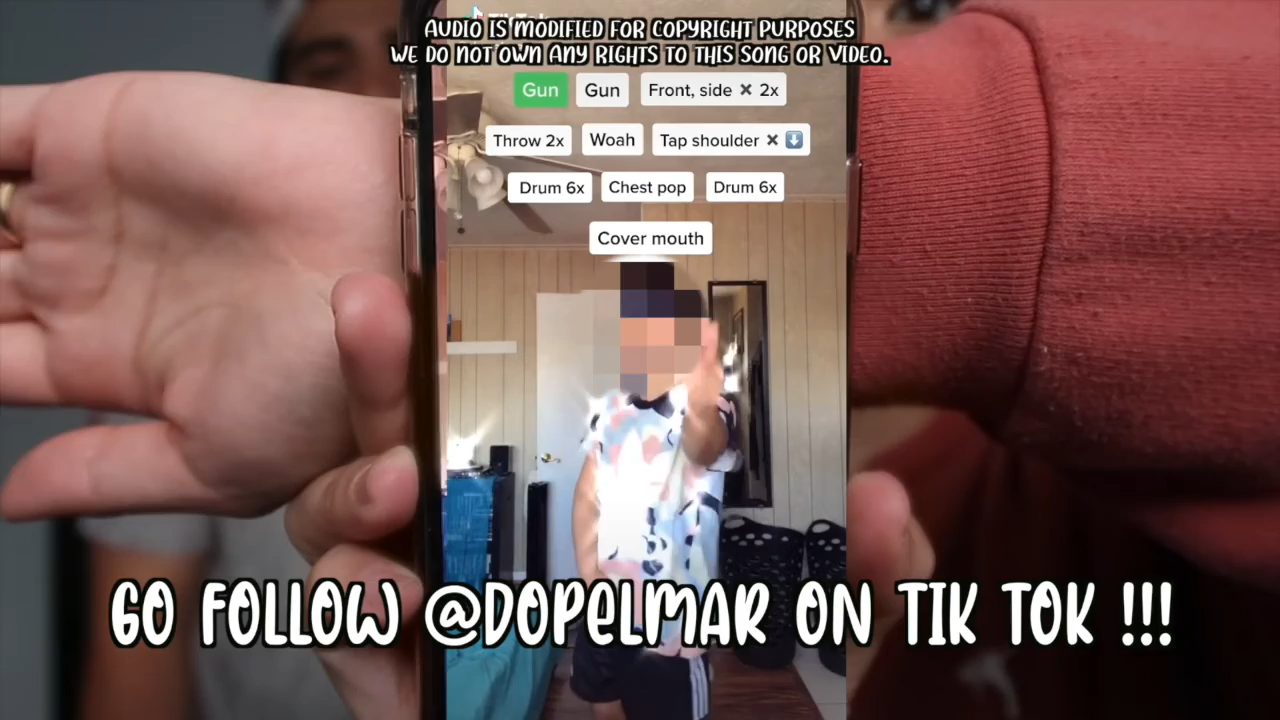 TikTok
AUDIO IS MODIFIED FOR COPYRIGHT PURPOSES
WE DO NOT OWN ANY RIGHTS TO THIS SONG OR VIDEO.
Gun Gun Front, side ✖ 2x
Throw 2x Woah Tap shoulder ✖ ⬇️
Drum 6x Chest pop Drum 6x
Cover mouth
GO FOLLOW @DOPELMAR ON TIK TOK !!!